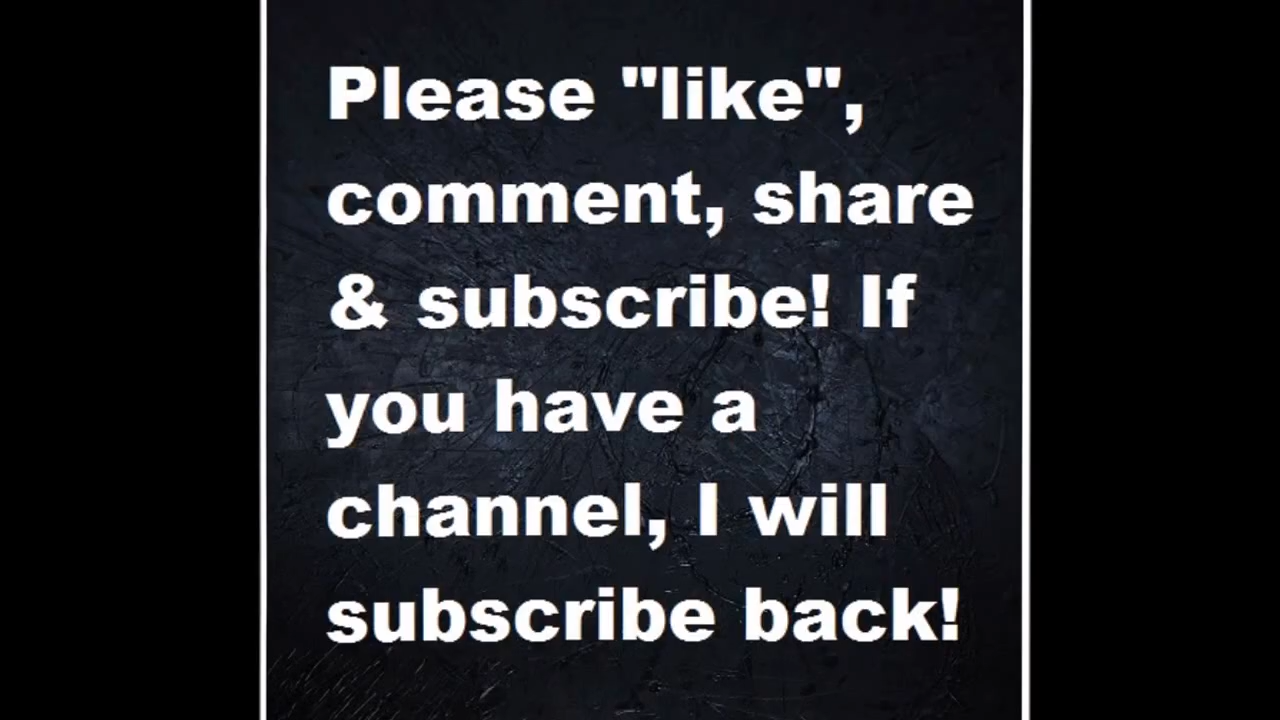 Please "like",
comment, share
& subscribe! If
you have a
channel, I will
subscribe back!